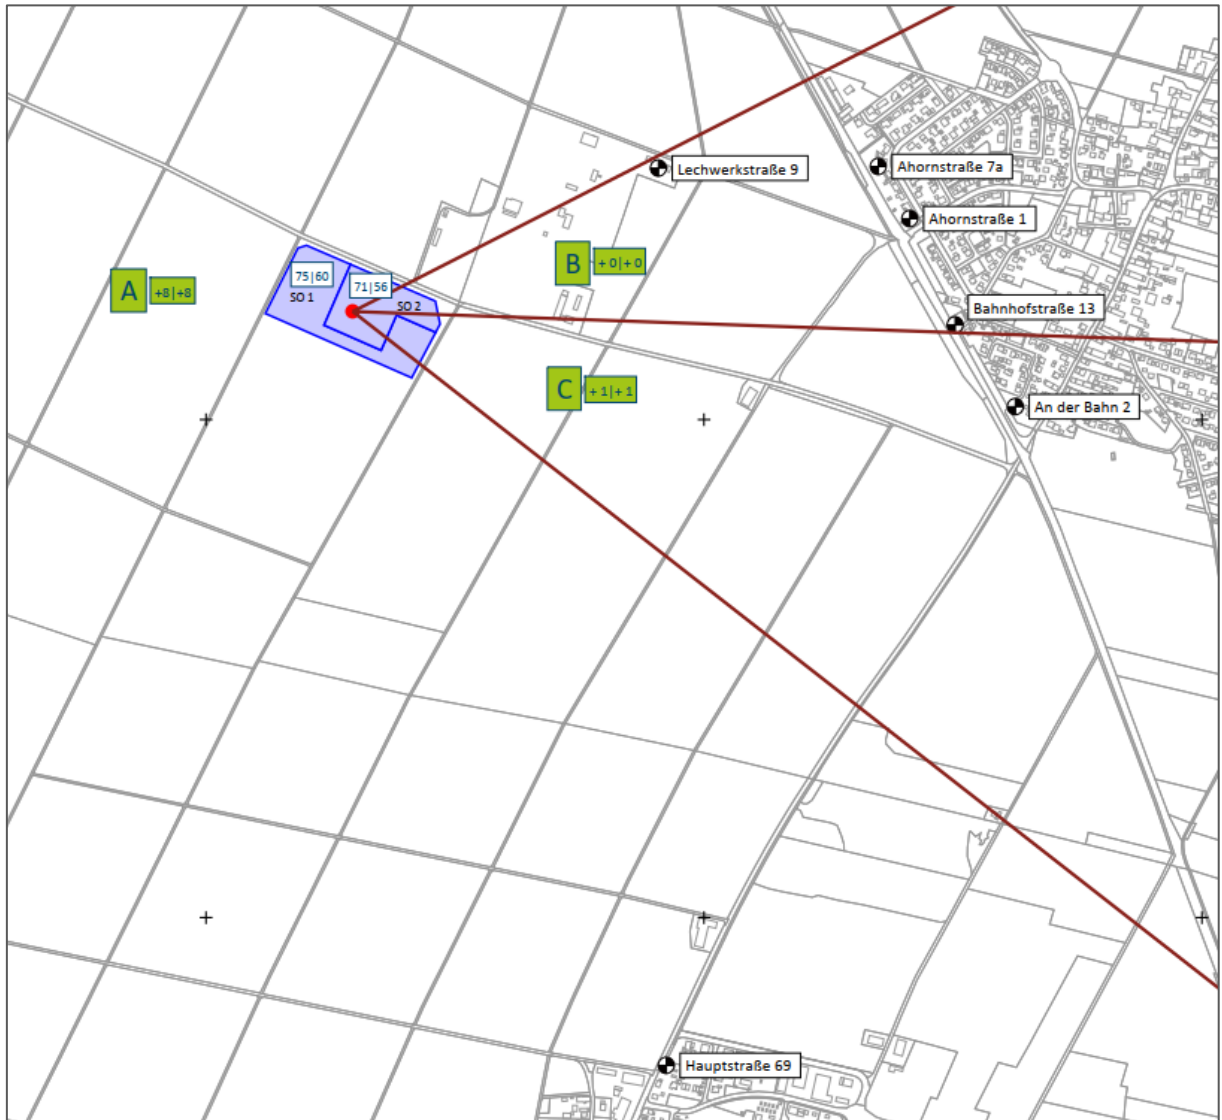 Lechwerkstraße 9
Ahornstraße 7a
Ahornstraße 1
B
+ 0|+ 0
A
+8|+8
75|60
71|56
SO 1
SO 2
Bahnhofstraße 13
C
+ 1|+ 1
An der Bahn 2
Hauptstraße 69